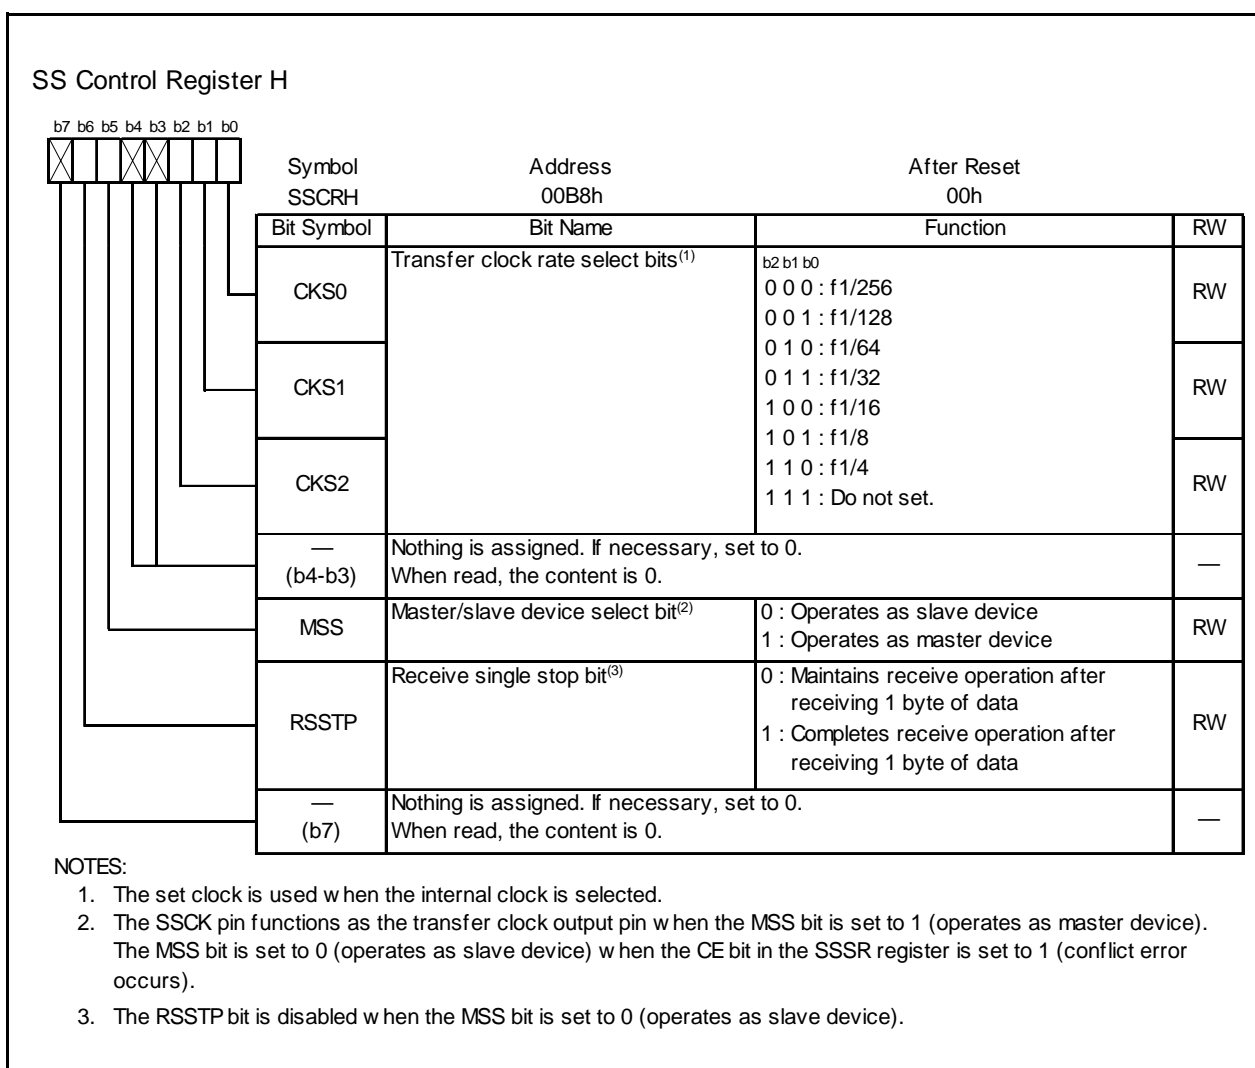 SS Control Register H
b7 b6 b5 b4 b3 b2 b1 b0
Symbol Address After Reset
SSCRH 00B8h 00h
Bit Symbol Bit Name Function RW
CKS0 Transfer clock rate select bits(1) b2 b1 b0 RW
0 0 0 : f1/256
0 0 1 : f1/128
0 1 0 : f1/64
CKS1 0 1 1 : f1/32 RW
1 0 0 : f1/16
1 0 1 : f1/8
CKS2 1 1 0 : f1/4 RW
1 1 1 : Do not set.
— Nothing is assigned. If necessary, set to 0. —
(b4-b3) When read, the content is 0.
MSS Master/slave device select bit(2) 0 : Operates as slave device RW
1 : Operates as master device
RSSTP Receive single stop bit(3) 0 : Maintains receive operation after RW
receiving 1 byte of data
1 : Completes receive operation after
receiving 1 byte of data
— Nothing is assigned. If necessary, set to 0. —
(b7) When read, the content is 0.
NOTES:
1. The set clock is used when the internal clock is selected.
2. The SSCK pin functions as the transfer clock output pin when the MSS bit is set to 1 (operates as master device).
The MSS bit is set to 0 (operates as slave device) when the CE bit in the SSSR register is set to 1 (conflict error
occurs).
3. The RSSTP bit is disabled when the MSS bit is set to 0 (operates as slave device).